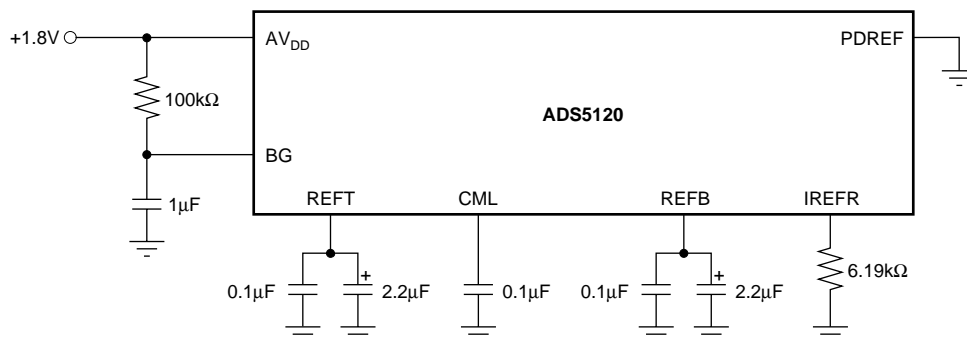 +1.8V
AVDD
PDREF
100kΩ
ADS5120
BG
1μF
REFT
CML
REFB
IREFR
0.1μF
+
2.2μF
0.1μF
0.1μF
+
2.2μF
6.19kΩ